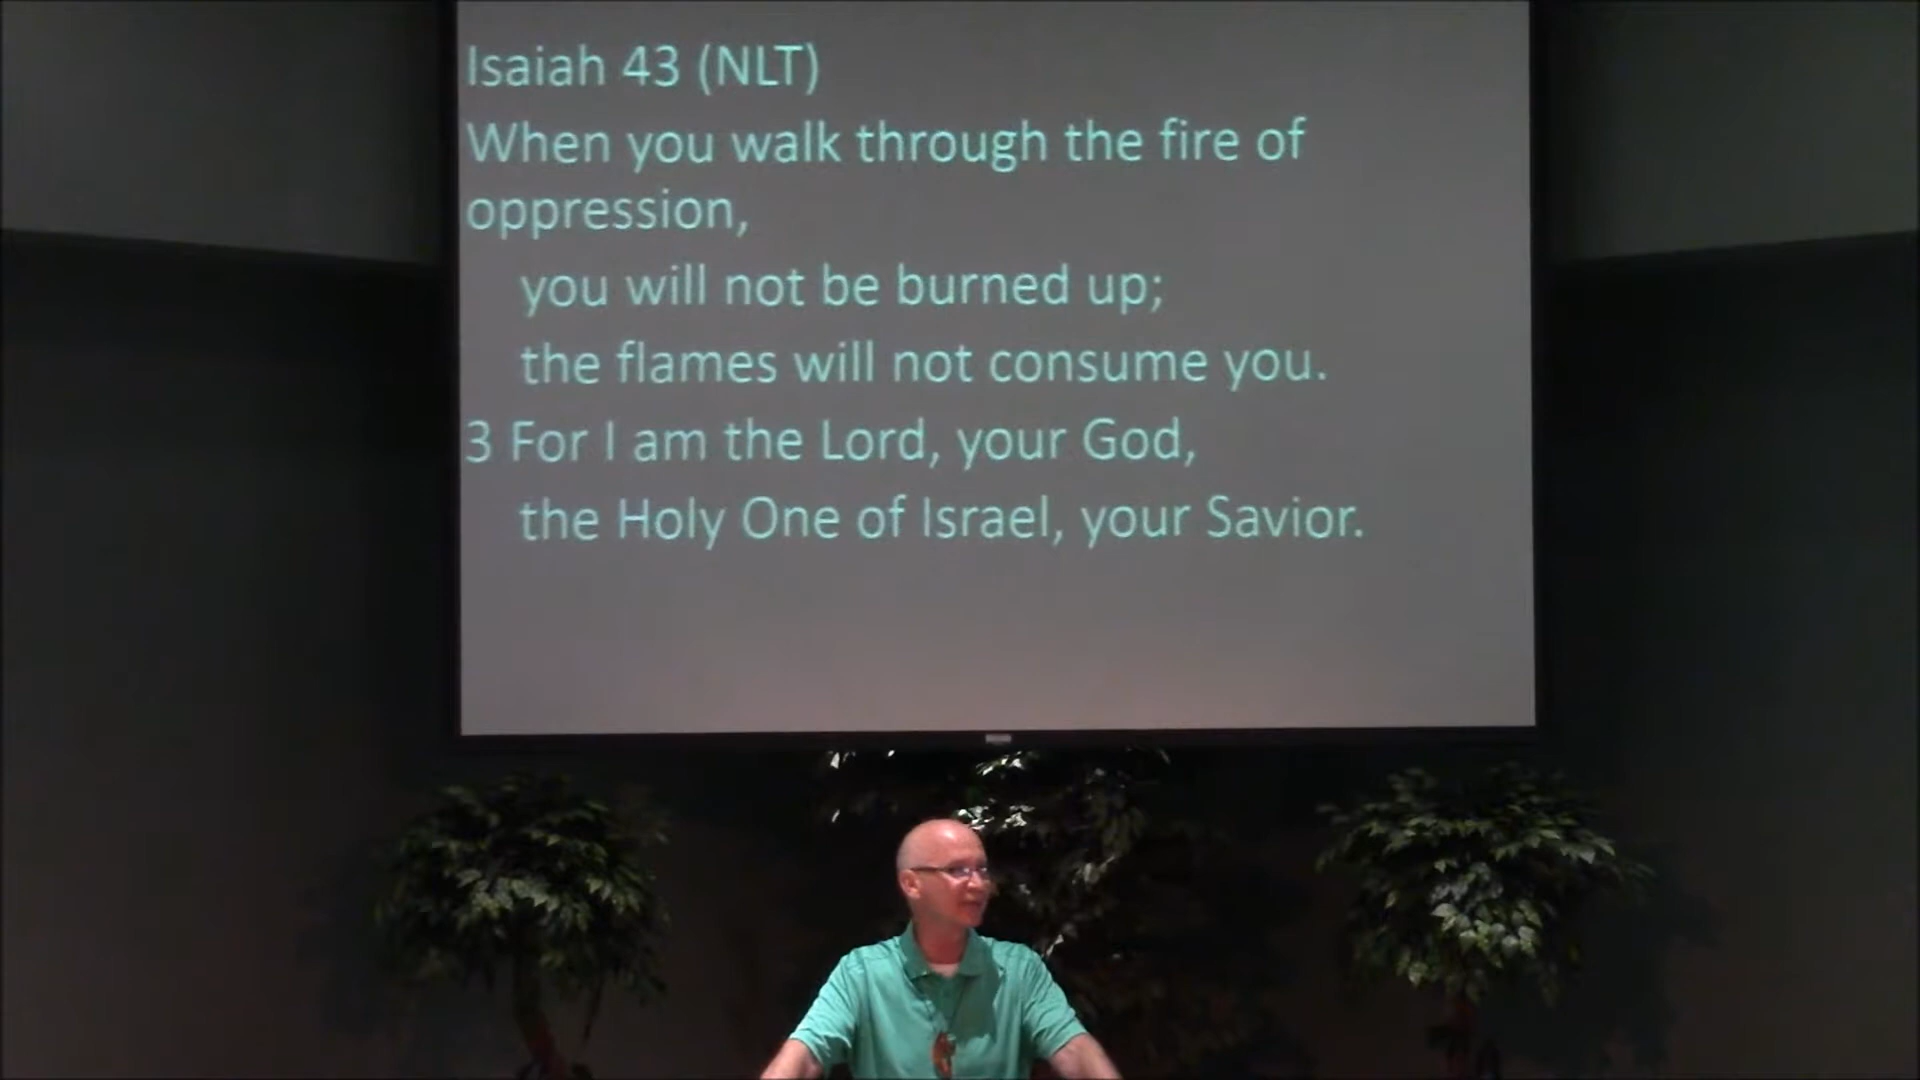 Isaiah 43 (NLT)
When you walk through the fire of
oppression,
you will not be burned up;
the flames will not consume you.
3 For I am the Lord, your God,
the Holy One of Israel, your Savior.